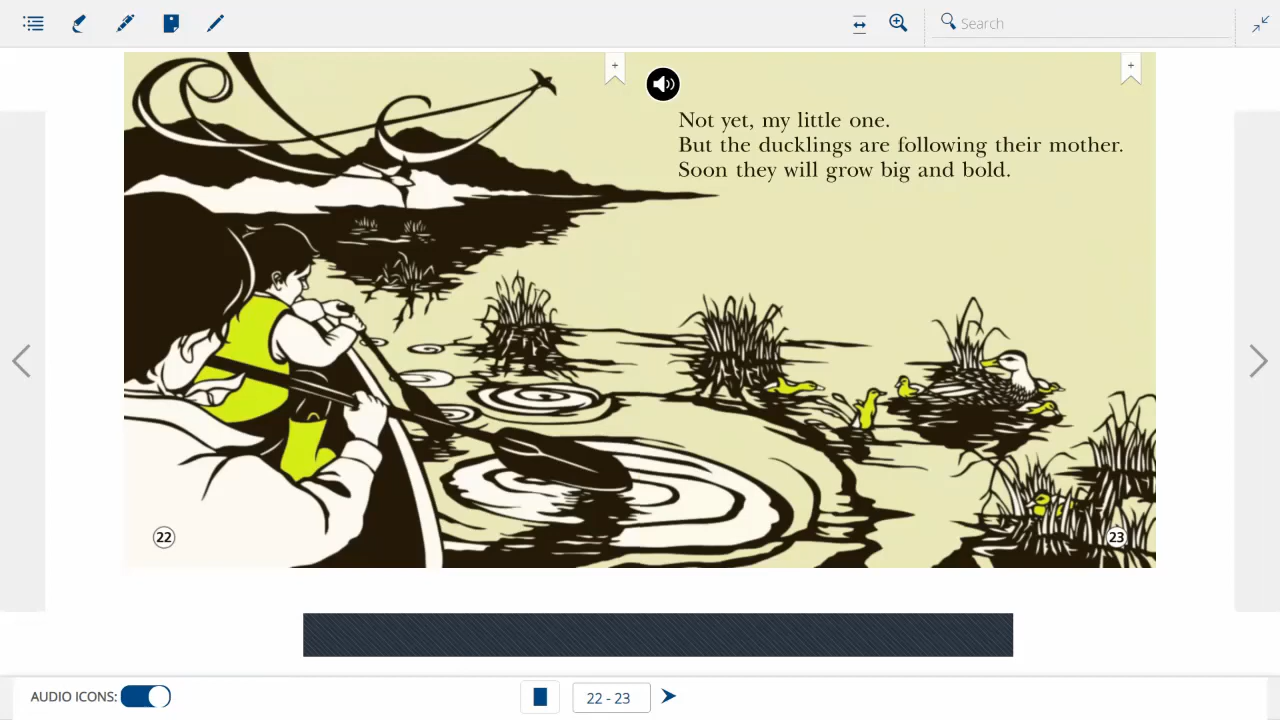 Search
Not yet, my little one.
But the ducklings are following their mother.
Soon they will grow big and bold.
22
23
AUDIO ICONS:
22 - 23